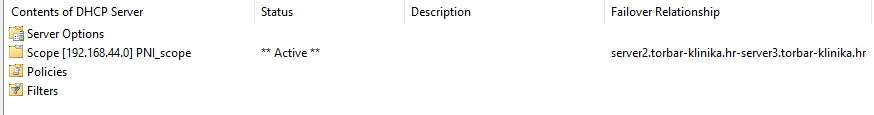 Contents of DHCP Server Status Description Failover Relationship
Server Options
Scope [192.168.44.0] PNI_scope ** Active ** server2.torbar-klinika.hr-server3.torbar-klinika.hr
Policies
Filters